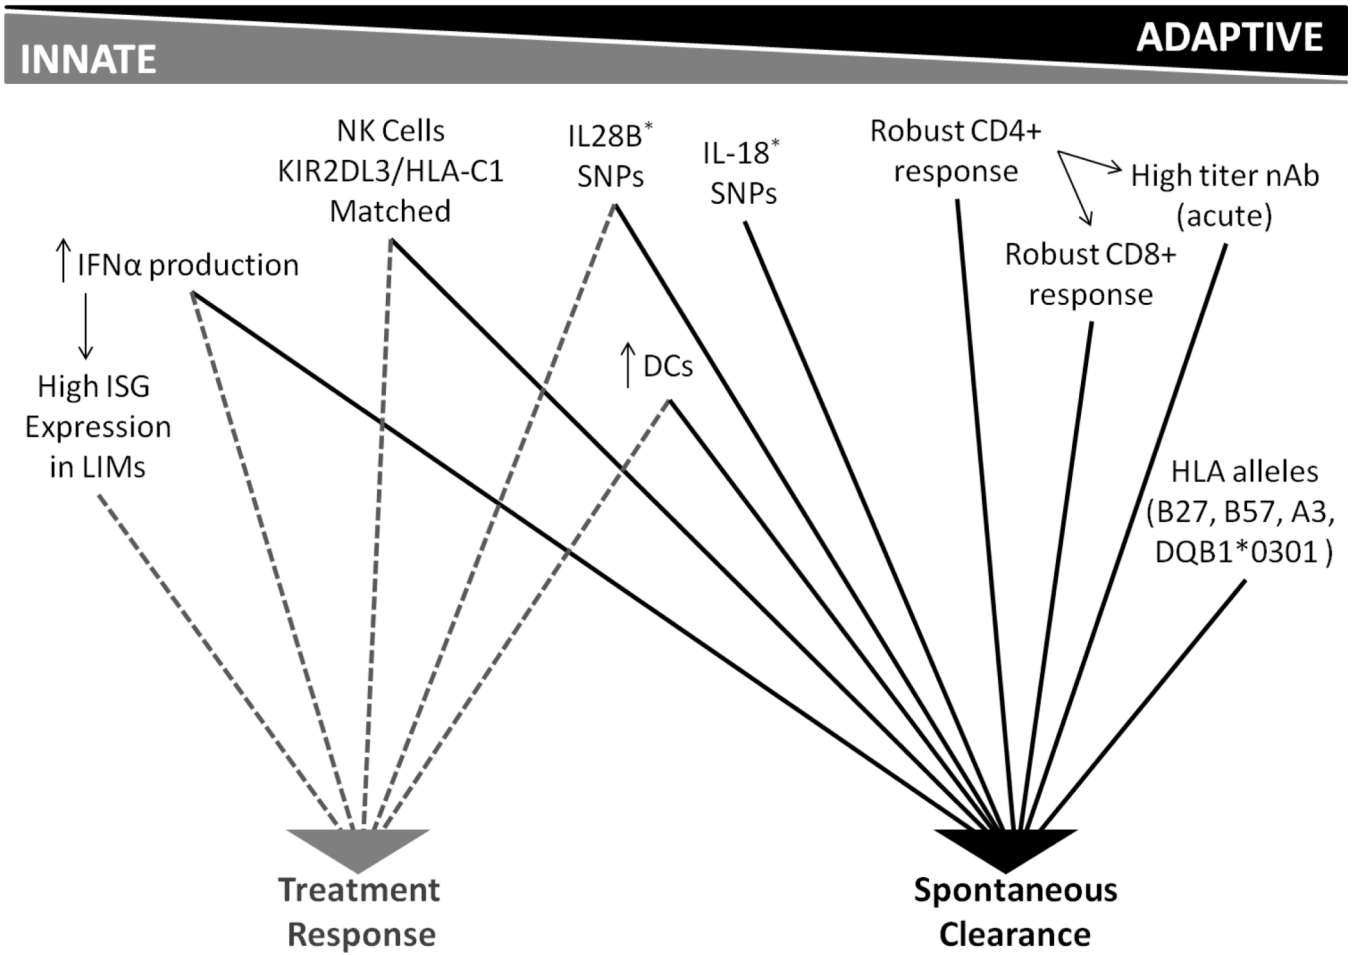 INNATE
ADAPTIVE
NK Cells
KIR2DL3/HLA-C1
Matched
IL28B*
SNPs
IL-18*
SNPs
Robust CD4+
response
High titer nAb
(acute)
Robust CD8+
response
↑ IFNα production
High ISG
Expression
in LIMs
↑ DCs
HLA alleles
(B27, B57, A3,
DQB1*0301 )
Treatment
Response
Spontaneous
Clearance